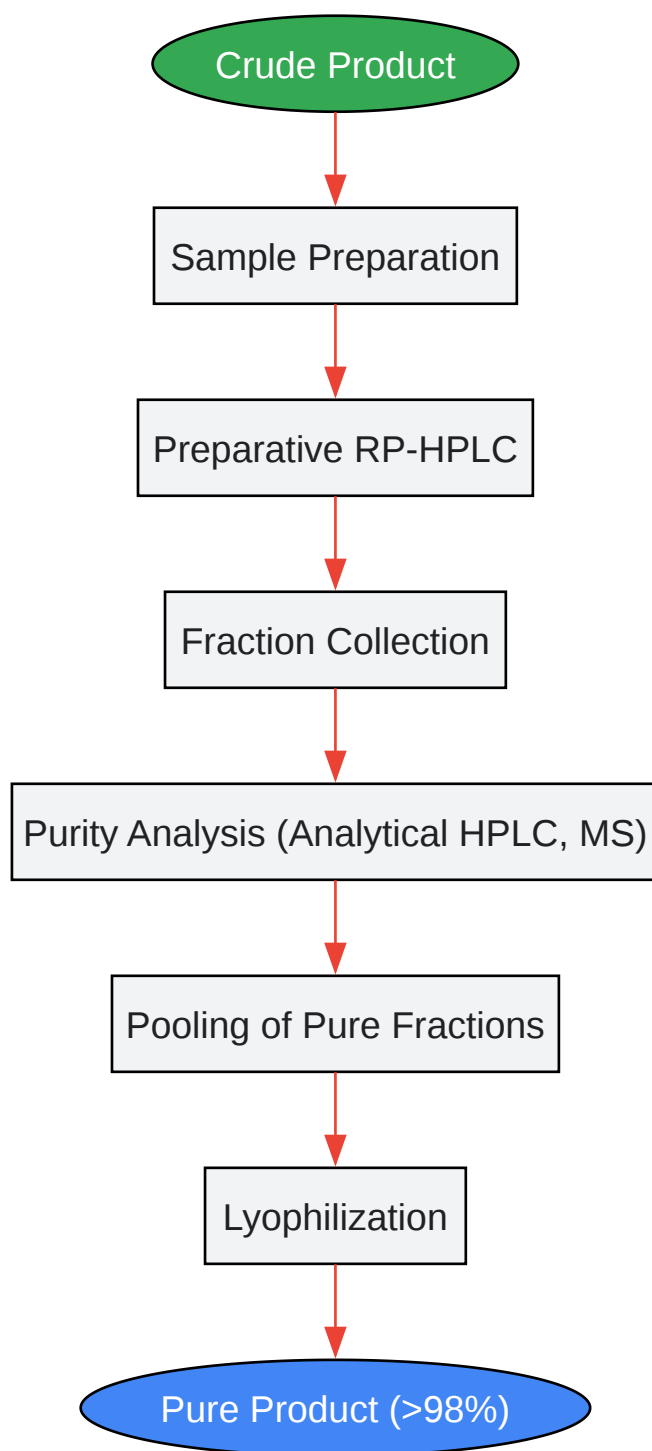 Crude Product
Sample Preparation
Preparative RP-HPLC
Fraction Collection
Purity Analysis (Analytical HPLC, MS)
Pooling of Pure Fractions
Lyophilization
Pure Product (>98%)